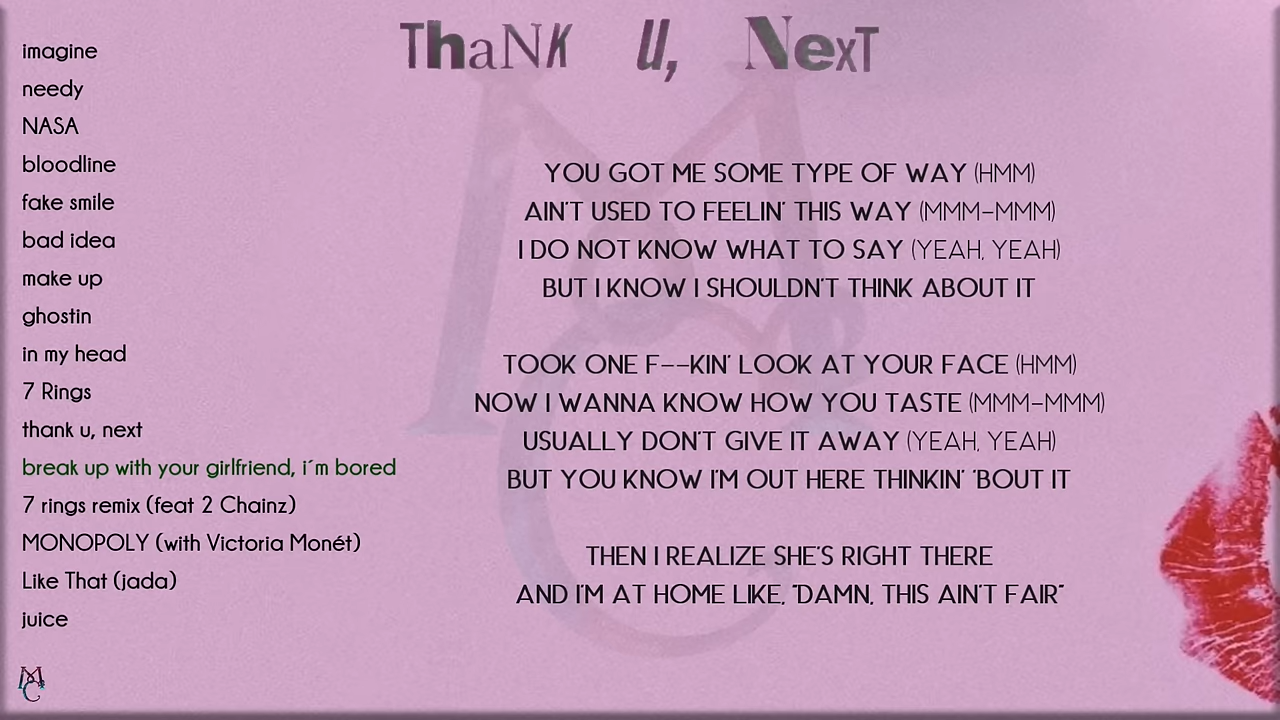 ThaNK U, NexT
imagine
needy
NASA
bloodline
fake smile
bad idea
make up
ghostin
in my head
7 Rings
thank u, next
break up with your girlfriend, i´m bored
7 rings remix (feat 2 Chainz)
MONOPOLY (with Victoria Monét)
Like That (jada)
juice
YOU GOT ME SOME TYPE OF WAY (HMM)
AIN'T USED TO FEELIN' THIS WAY (MMM-MMM)
I DO NOT KNOW WHAT TO SAY (YEAH, YEAH)
BUT I KNOW I SHOULDN'T THINK ABOUT IT
TOOK ONE F--KIN' LOOK AT YOUR FACE (HMM)
NOW I WANNA KNOW HOW YOU TASTE (MMM-MMM)
USUALLY DON'T GIVE IT AWAY (YEAH, YEAH)
BUT YOU KNOW I'M OUT HERE THINKIN' 'BOUT IT
THEN I REALIZE SHE'S RIGHT THERE
AND I'M AT HOME LIKE, "DAMN, THIS AIN'T FAIR"